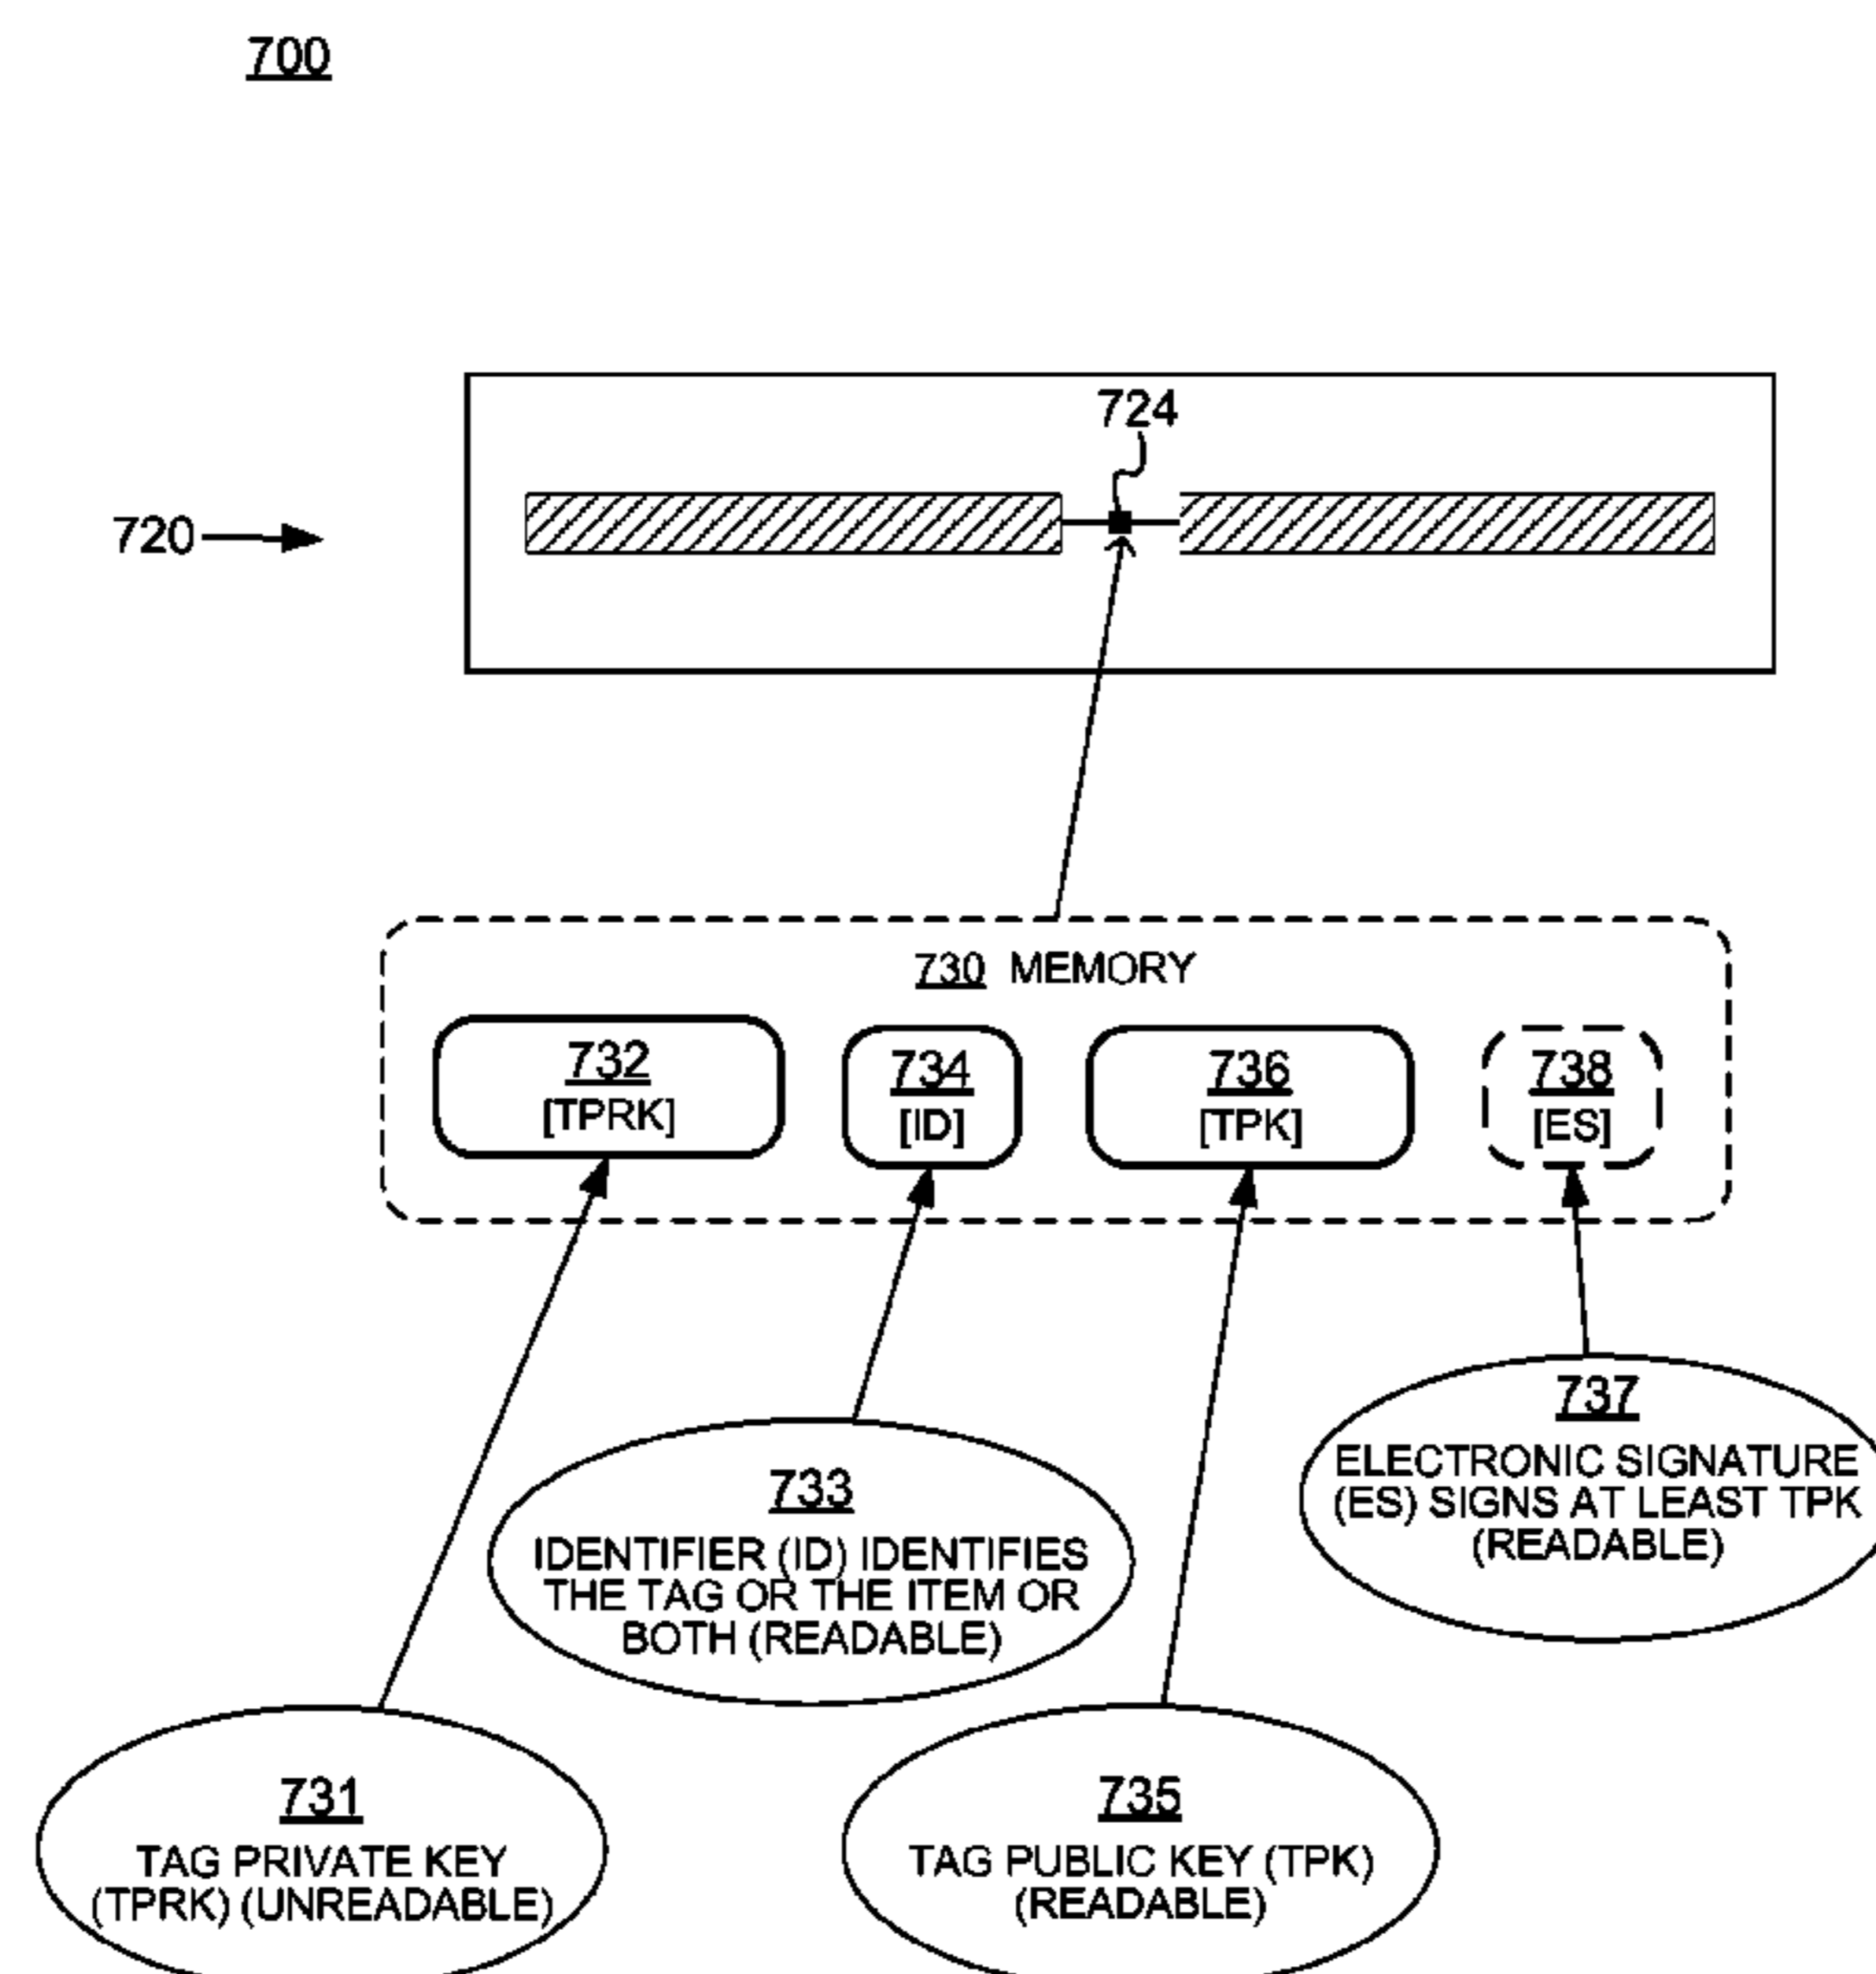 700
724
720
730 MEMORY
732
[TPRK]
734
[ID]
736
[TPK]
738
[ES]
737
ELECTRONIC SIGNATURE
(ES) SIGNS AT LEAST TPK
(READABLE)
733
IDENTIFIER (ID) IDENTIFIES
THE TAG OR THE ITEM OR
BOTH (READABLE)
731
TAG PRIVATE KEY
(TPRK) (UNREADABLE)
735
TAG PUBLIC KEY (TPK)
(READABLE)